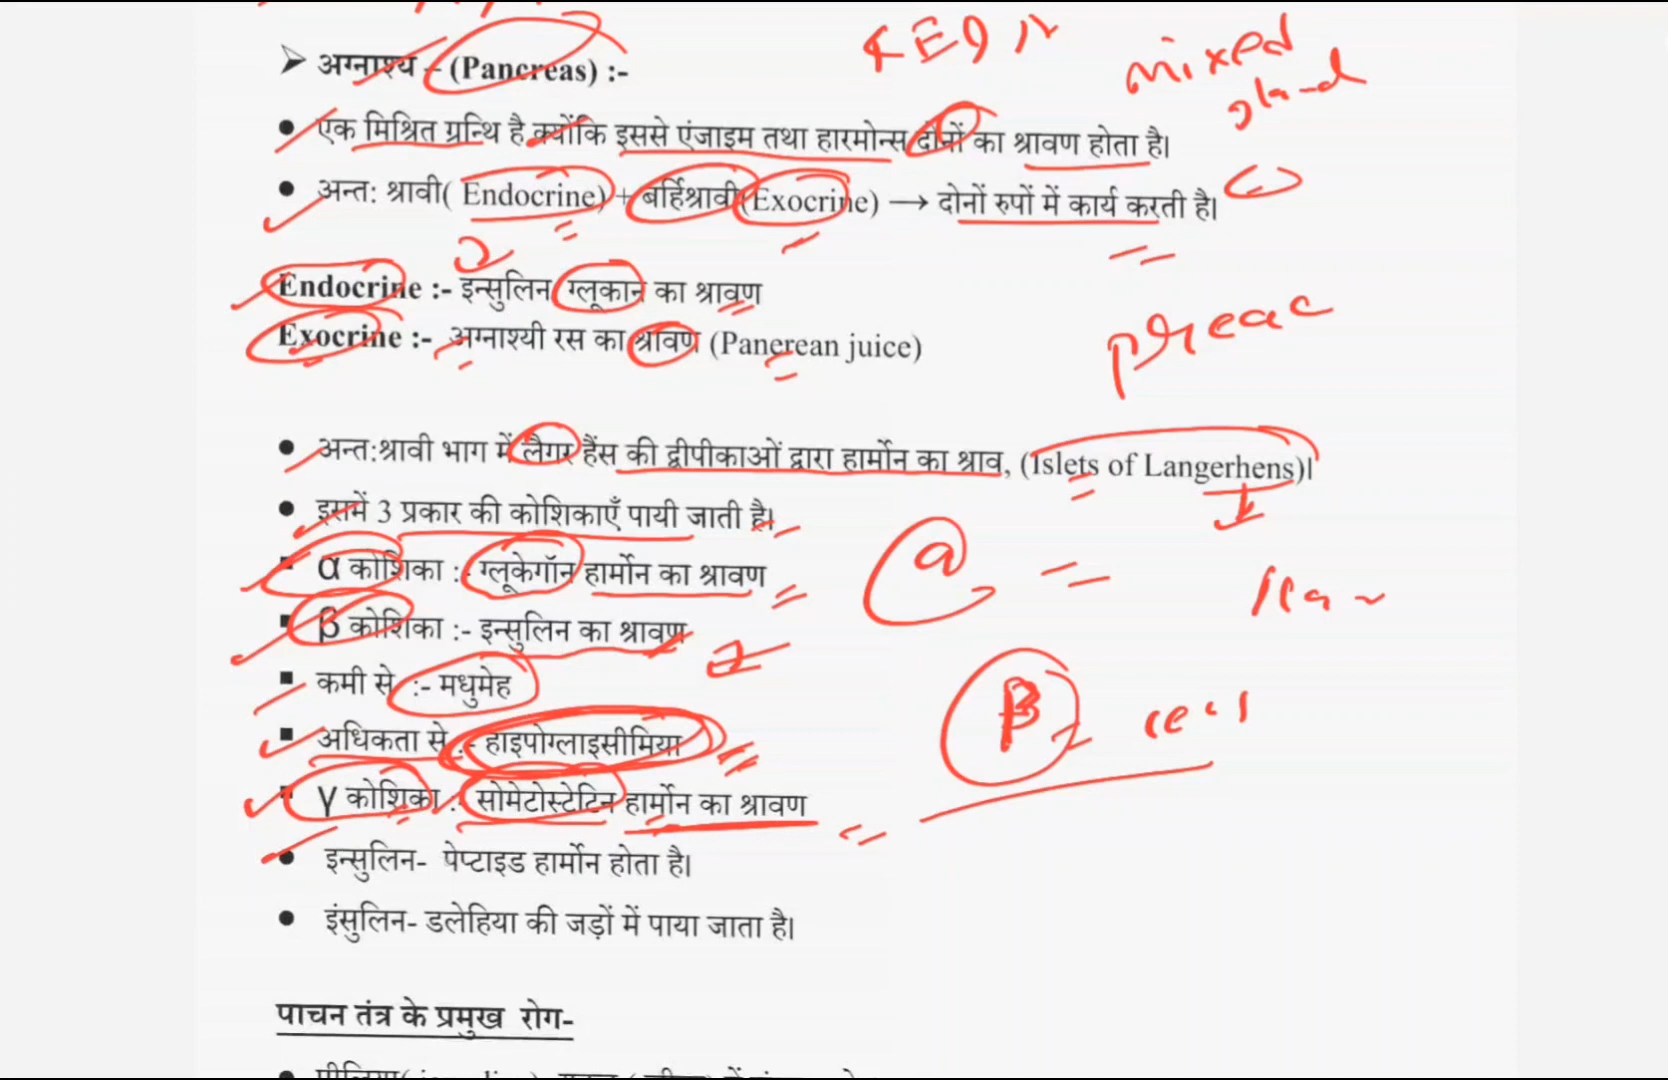 ➤ अग्नाश्य – (Pancreas) :-
KEDN
mixed
gland
• एक मिश्रित ग्रन्थि है क्योंकि इससे एंजाइम तथा हारमोन्स दोनों का श्रावण होता है।
• अन्त: श्रावी( Endocrine) + बर्हिश्रावी(Exocrine) → दोनों रुपों में कार्य करती है।
Endocrine :- इन्सुलिन ग्लूकान का श्रावण
Exocrine :- अग्नाश्यी रस का श्रावण (Panerean juice)
• अन्त:श्रावी भाग में लैगर हैंस की द्वीपीकाओं द्वारा हार्मोन का श्राव, (Islets of Langerhens)।
• इसमें 3 प्रकार की कोशिकाएँ पायी जाती है।
▪ α कोशिका :- ग्लूकेगॉन हार्मोन का श्रावण
a
▪ β कोशिका :- इन्सुलिन का श्रावण
▪ कमी से :- मधुमेह
β cell
▪ अधिकता से :- हाइपोग्लाइसीमिया
▪ γ कोशिका :- सोमेटोस्टेटिन हार्मोन का श्रावण
• इन्सुलिन- पेप्टाइड हार्मोन होता है।
• इंसुलिन- डलेहिया की जड़ों में पाया जाता है।
पाचन तंत्र के प्रमुख रोग-